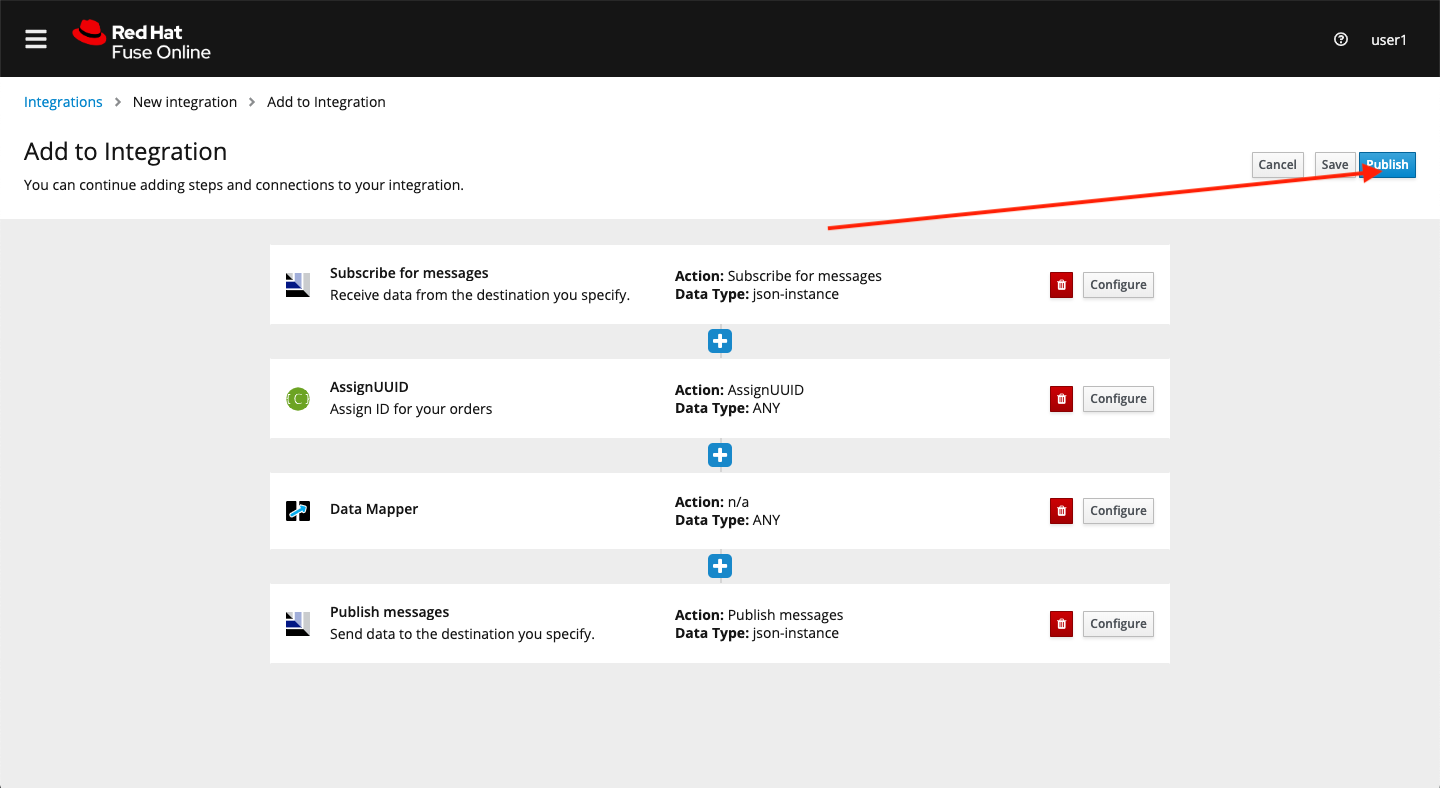 Red Hat
Fuse Online
user1
Integrations > New integration > Add to Integration
Add to Integration
You can continue adding steps and connections to your integration.
Cancel Save Publish
Subscribe for messages
Receive data from the destination you specify.
Action: Subscribe for messages
Data Type: json-instance
Configure
AssignUUID
Assign ID for your orders
Action: AssignUUID
Data Type: ANY
Configure
Data Mapper
Action: n/a
Data Type: ANY
Configure
Publish messages
Send data to the destination you specify.
Action: Publish messages
Data Type: json-instance
Configure